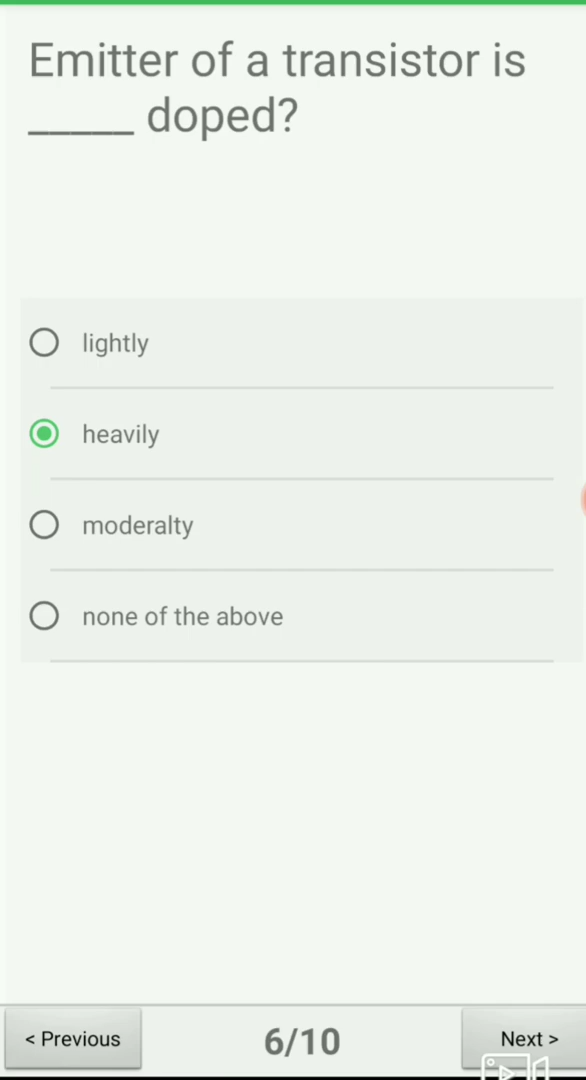 Emitter of a transistor is
_____ doped?
lightly
heavily
moderalty
none of the above
< Previous
6/10
Next >